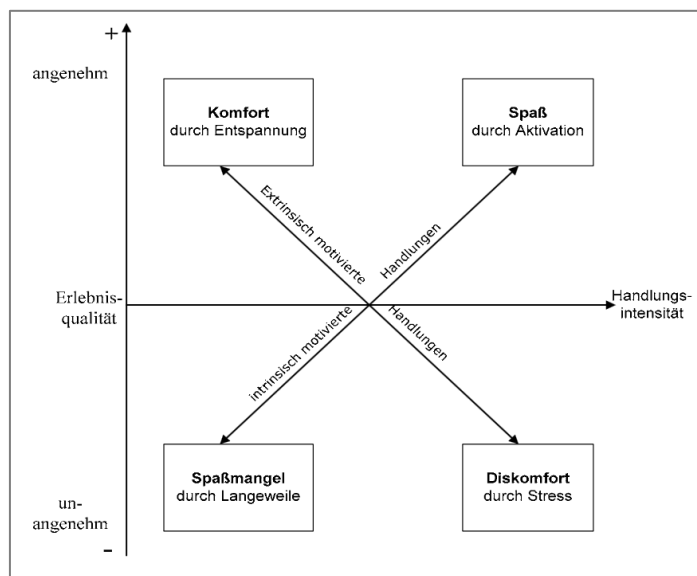 +
angenehm
Komfort
durch Entspannung
Spaß
durch Aktivation
Extrinsisch motivierte
Handlungen
Erlebnis-
qualität
Handlungs-
intensität
intrinsisch motivierte
Handlungen
Spaßmangel
durch Langeweile
Diskomfort
durch Stress
un-
angenehm
-